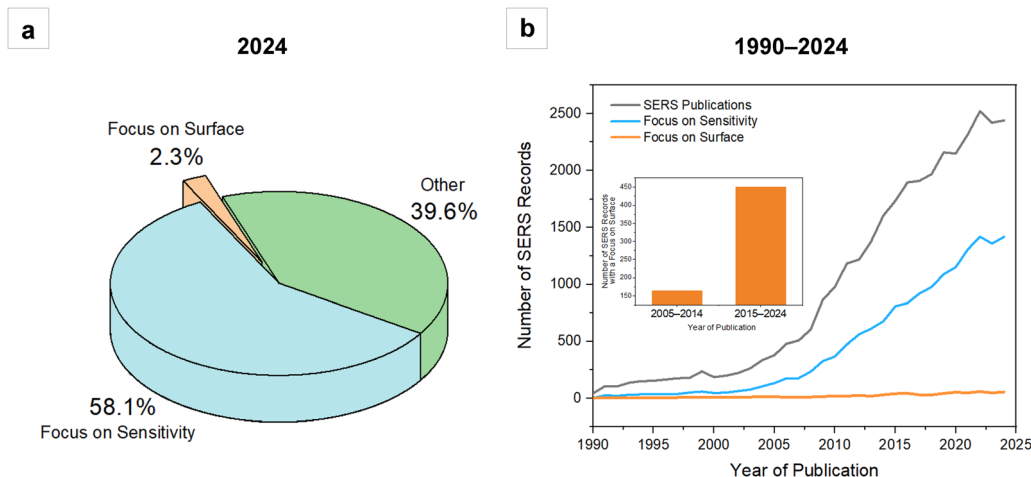 a
2024
Focus on Surface
2.3%
Other
39.6%
58.1%
Focus on Sensitivity
b
1990–2024
SERS Publications
Focus on Sensitivity
Focus on Surface
Number of SERS Records
2500
2000
1500
1000
500
0
1990
1995
2000
2005
2010
2015
2020
2025
Year of Publication
Number of SERS Records
with a Focus on Surface
450
400
350
300
250
200
150
2005–2014
2015–2024
Year of Publication